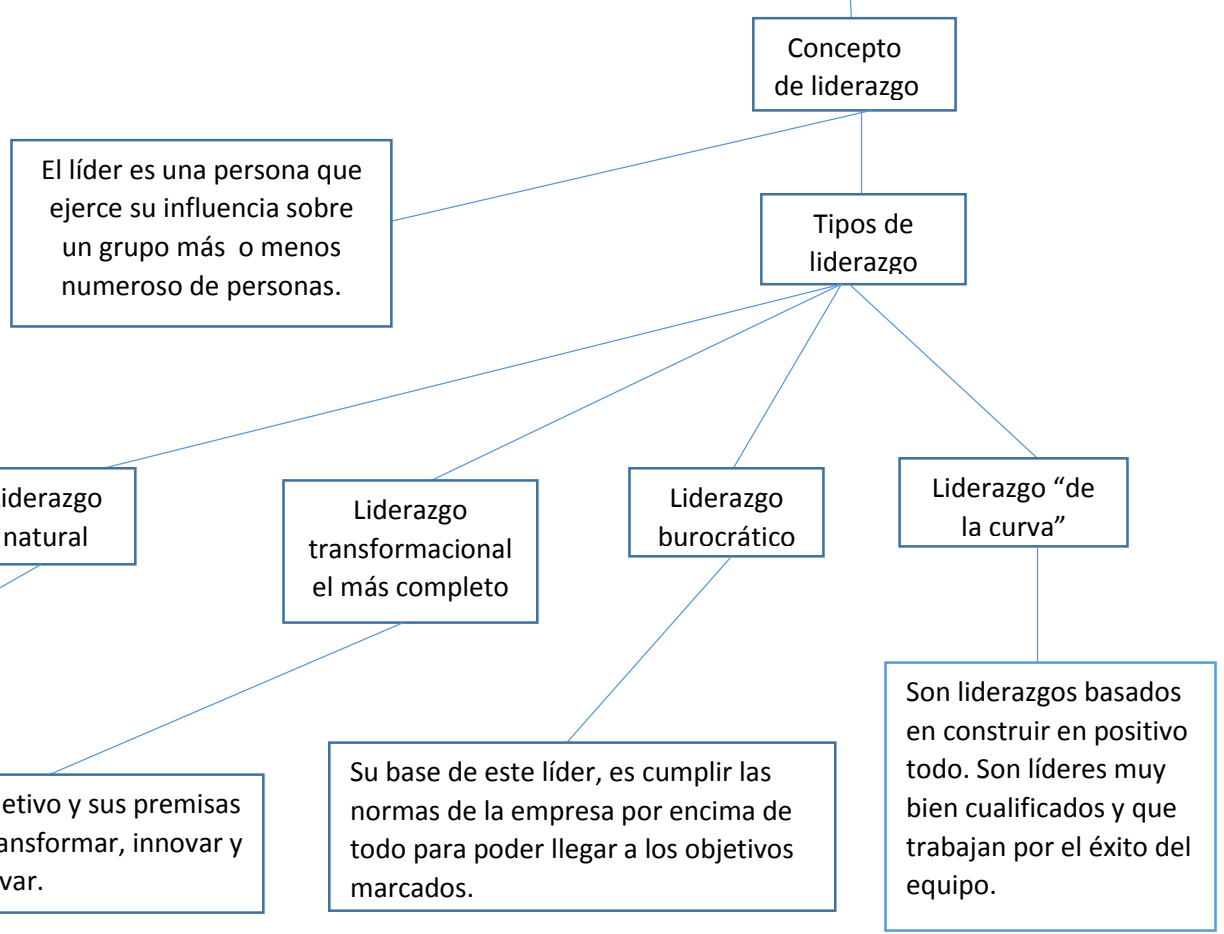 Concepto
de liderazgo
El líder es una persona que
ejerce su influencia sobre
un grupo más o menos
numeroso de personas.
Tipos de
liderazgo
Liderazgo
natural
Liderazgo
transformacional
el más completo
Liderazgo
burocrático
Liderazgo “de
la curva”
y sus premisas
innovar y
Su base de este líder, es cumplir las
normas de la empresa por encima de
todo para poder llegar a los objetivos
marcados.
Son liderazgos basados
en construir en positivo
todo. Son líderes muy
bien cualificados y que
trabajan por el éxito del
equipo.